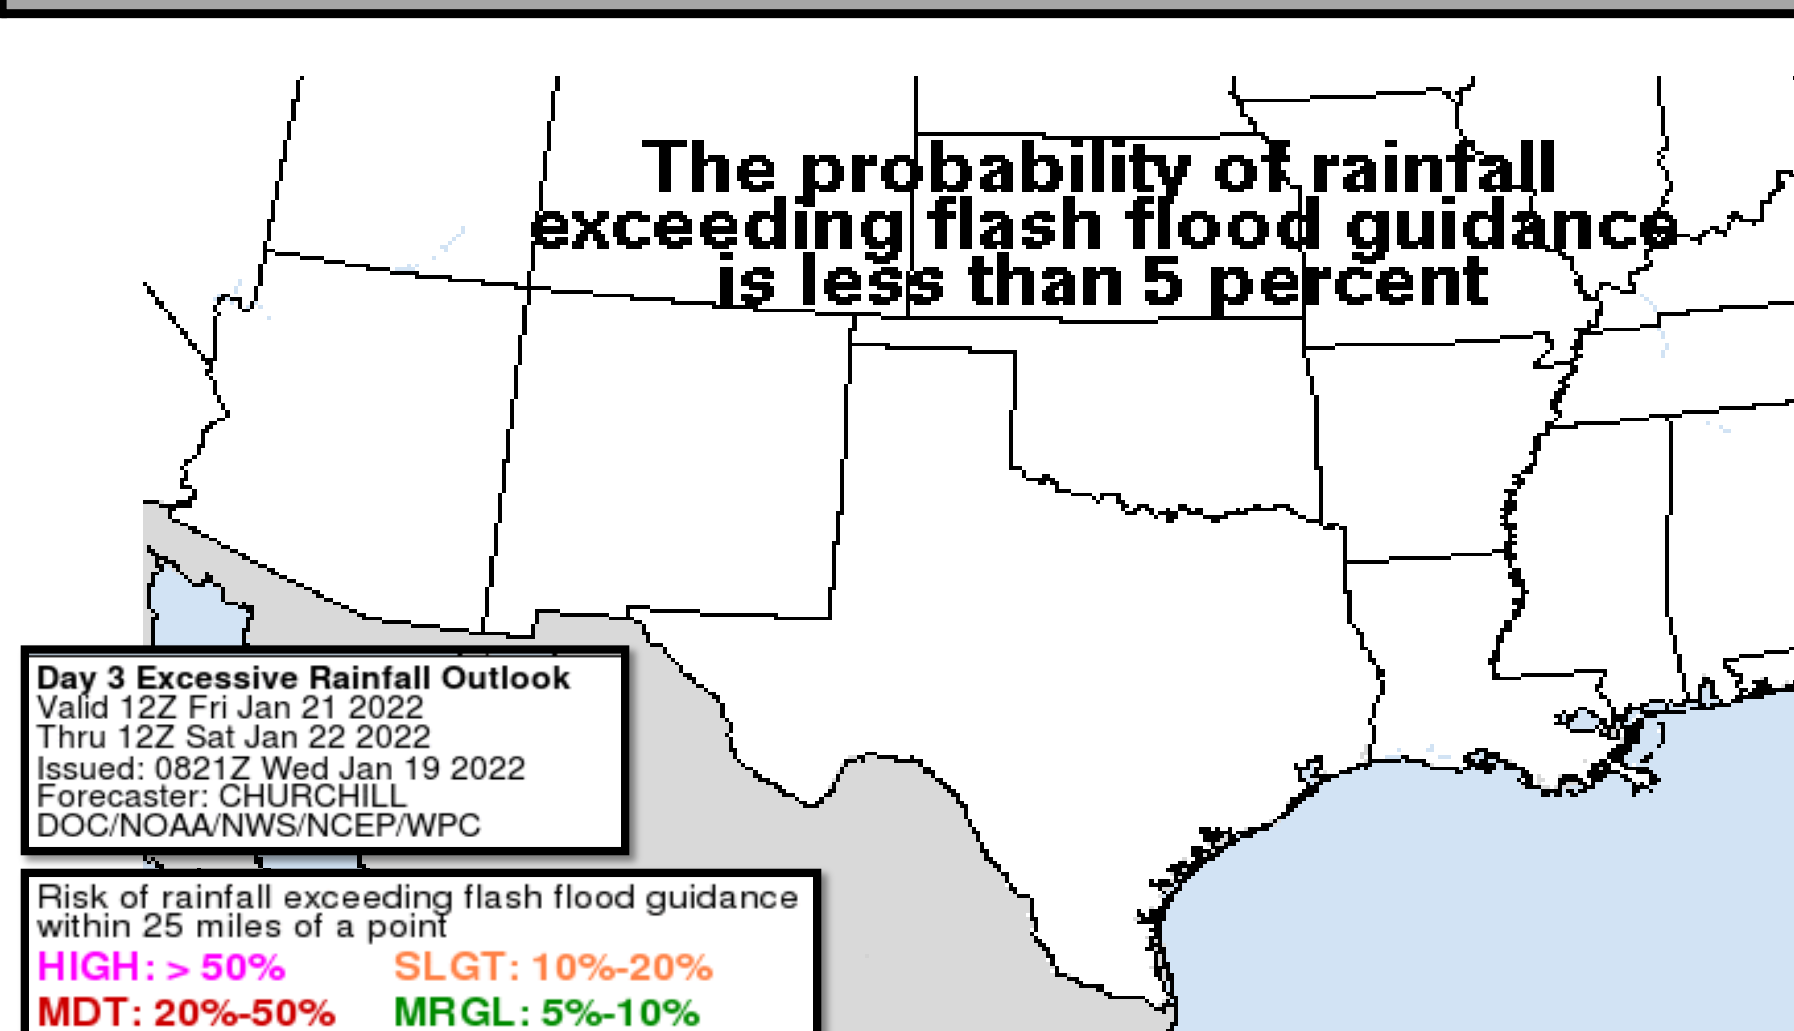 The probability of rainfall
exceeding flash flood guidance
is less than 5 percent
Day 3 Excessive Rainfall Outlook
Valid 12Z Fri Jan 21 2022
Thru 12Z Sat Jan 22 2022
Issued: 0821Z Wed Jan 19 2022
Forecaster: CHURCHILL
DOC/NOAA/NWS/NCEP/WPC
Risk of rainfall exceeding flash flood guidance
within 25 miles of a point
HIGH: > 50% SLGT: 10%-20%
MDT: 20%-50% MRGL: 5%-10%